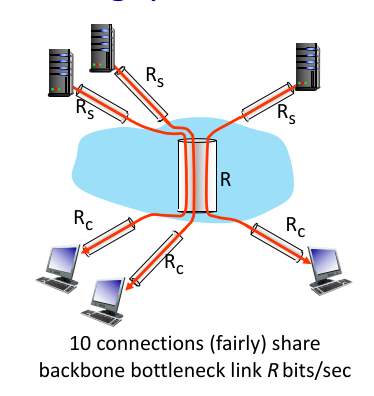 R_s
R_s
R_s
R
R_c
R_c
R_c
10 connections (fairly) share
backbone bottleneck link R bits/sec